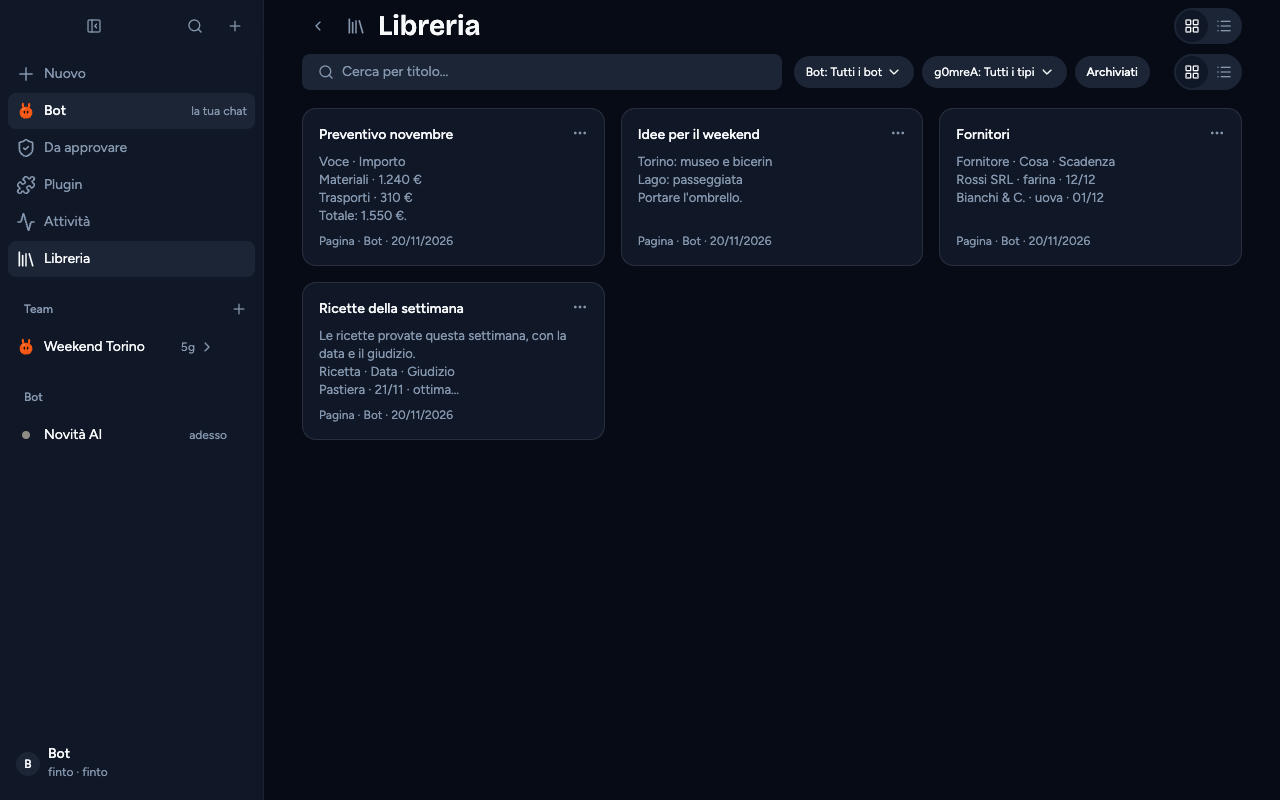 Libreria
Nuovo
Bot
la tua chat
Da approvare
Plugin
Attività
Libreria
Team
Weekend Torino
5g
Bot
Novità AI
adesso
B
Bot
finto · finto
Cerca per titolo...
Bot: Tutti i bot
g0mreA: Tutti i tipi
Archiviati
Preventivo novembre
Voce · Importo
Materiali · 1.240 €
Trasporti · 310 €
Totale: 1.550 €.
Pagina · Bot · 20/11/2026
Idee per il weekend
Torino: museo e bicerin
Lago: passeggiata
Portare l'ombrello.
Pagina · Bot · 20/11/2026
Fornitori
Fornitore · Cosa · Scadenza
Rossi SRL · farina · 12/12
Bianchi & C. · uova · 01/12
Pagina · Bot · 20/11/2026
Ricette della settimana
Le ricette provate questa settimana, con la
data e il giudizio.
Ricetta · Data · Giudizio
Pastiera · 21/11 · ottima...
Pagina · Bot · 20/11/2026